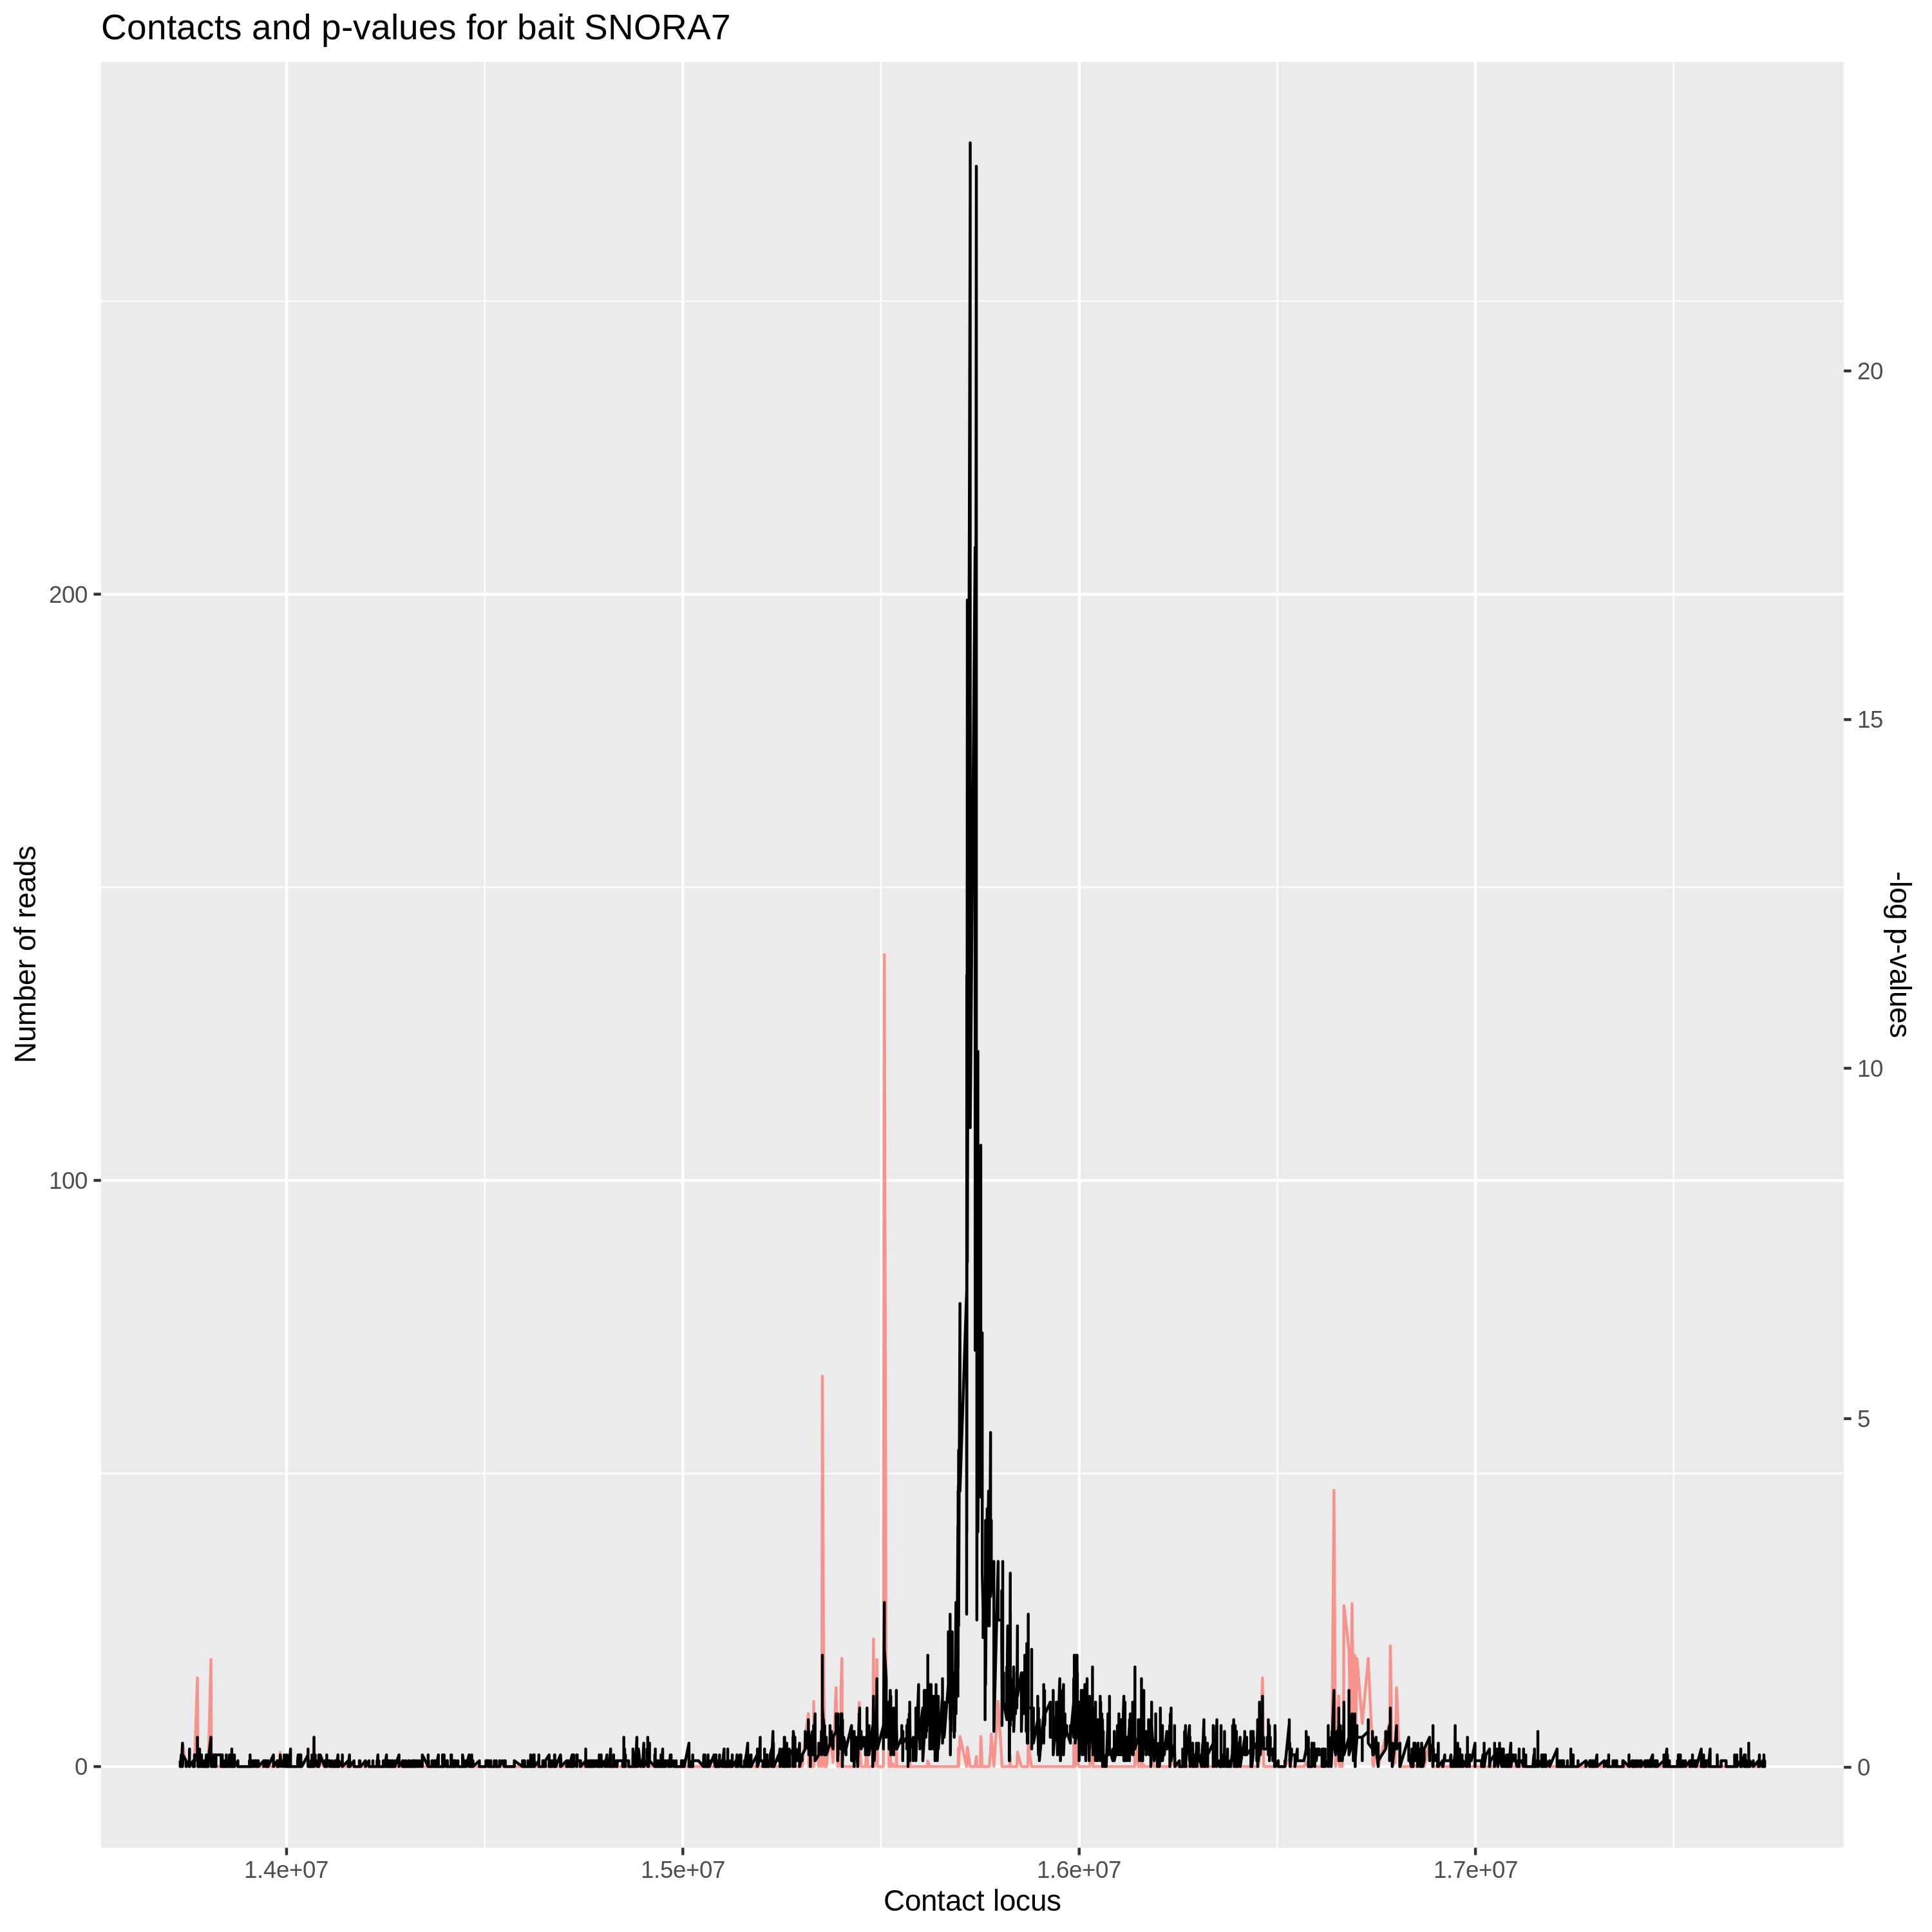 Contacts and p-values for bait SNORA7
Number of reads
200
100
0
20
15
10
5
0
-log p-values
1.4e+07 1.5e+07 1.6e+07 1.7e+07
Contact locus